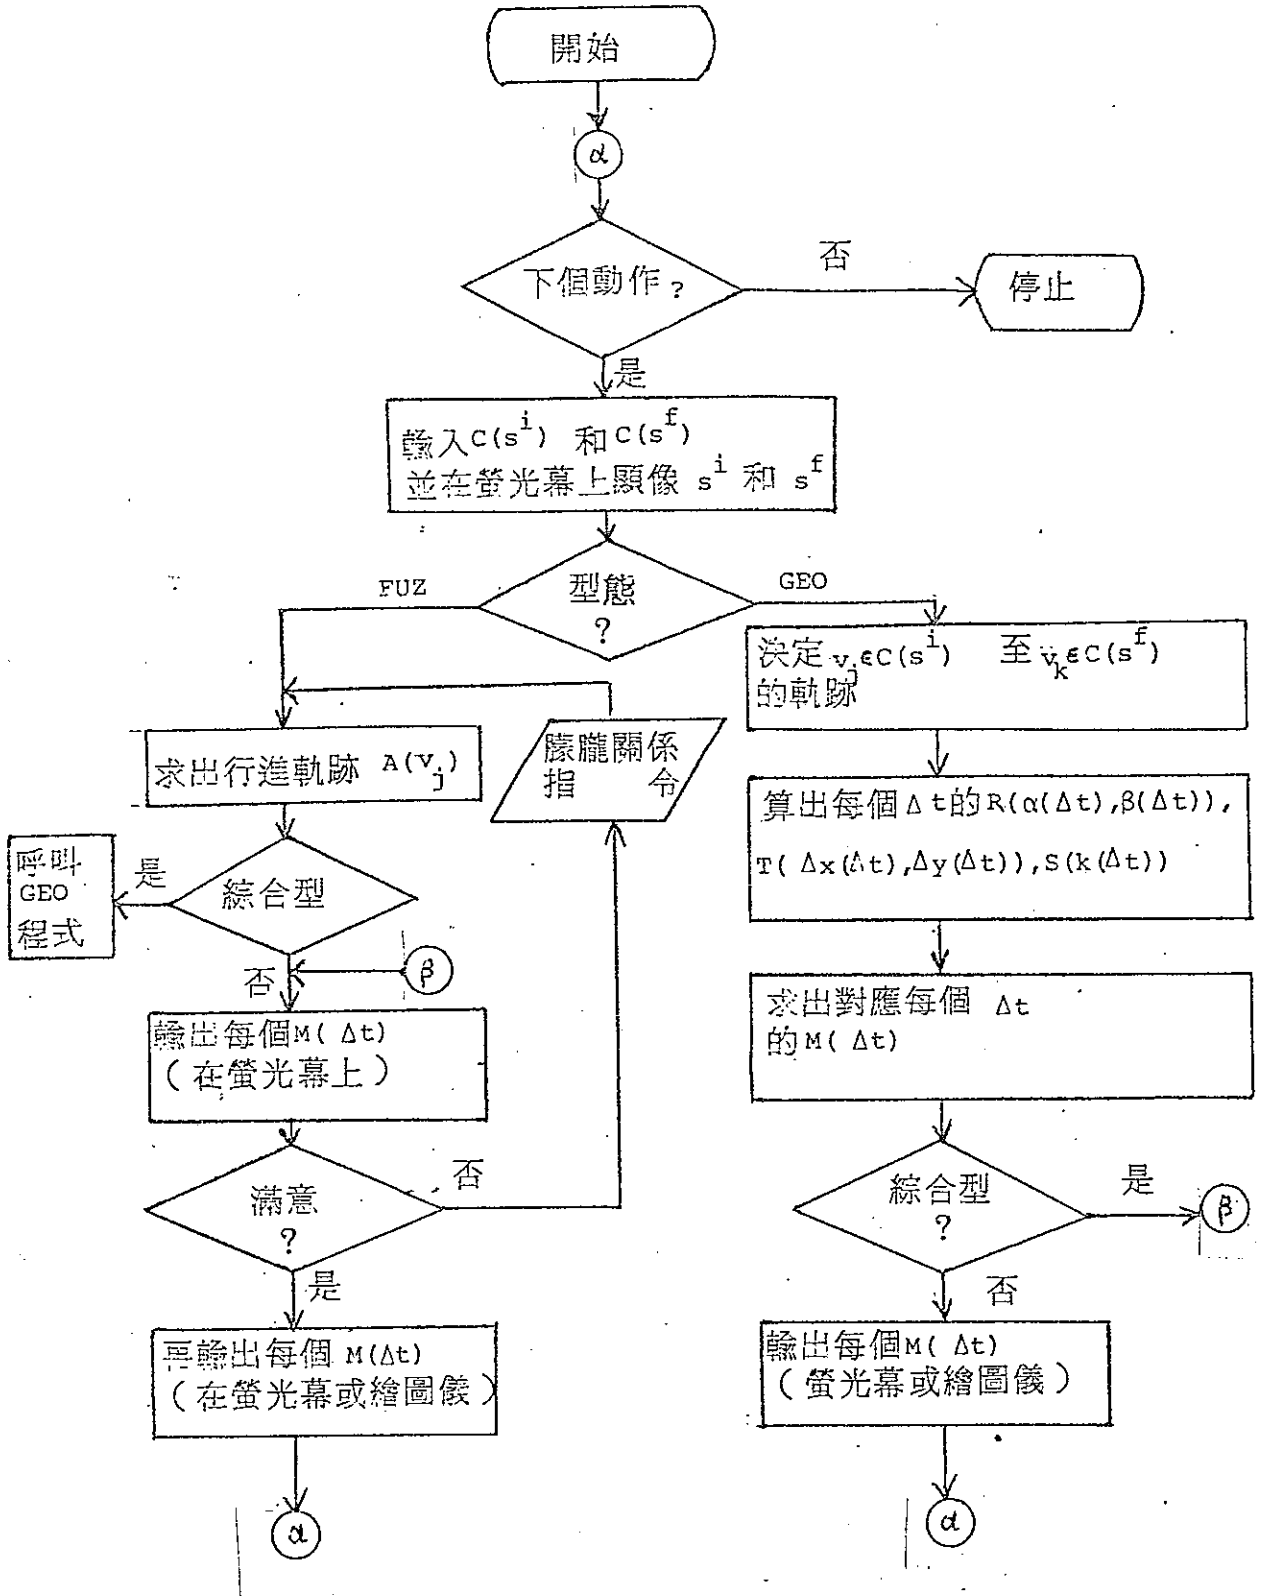 開始
α
下個動作?
否
停止
是
輸入C(s^i) 和C(s^f)
並在螢光幕上顯像 s^i 和 s^f
型態
?
FUZ
GEO
求出行進軌跡 A(v_j)
朦朧關係
指 令
綜合型
是
呼叫
GEO
程式
否
β
輸出每個M( Δt)
(在螢光幕上)
滿意
?
否
是
再輸出每個 M(Δt)
(在螢光幕或繪圖儀)
α
決定v_j∈C(s^i) 至v_k∈C(s^f)
的軌跡
算出每個Δt的R(α(Δt),β(Δt)),
T( Δx(Δt),Δy(Δt)),S(k(Δt))
求出對應每個 Δt
的M( Δt)
綜合型
?
是
β
否
輸出每個M( Δt)
(螢光幕或繪圖儀)
α